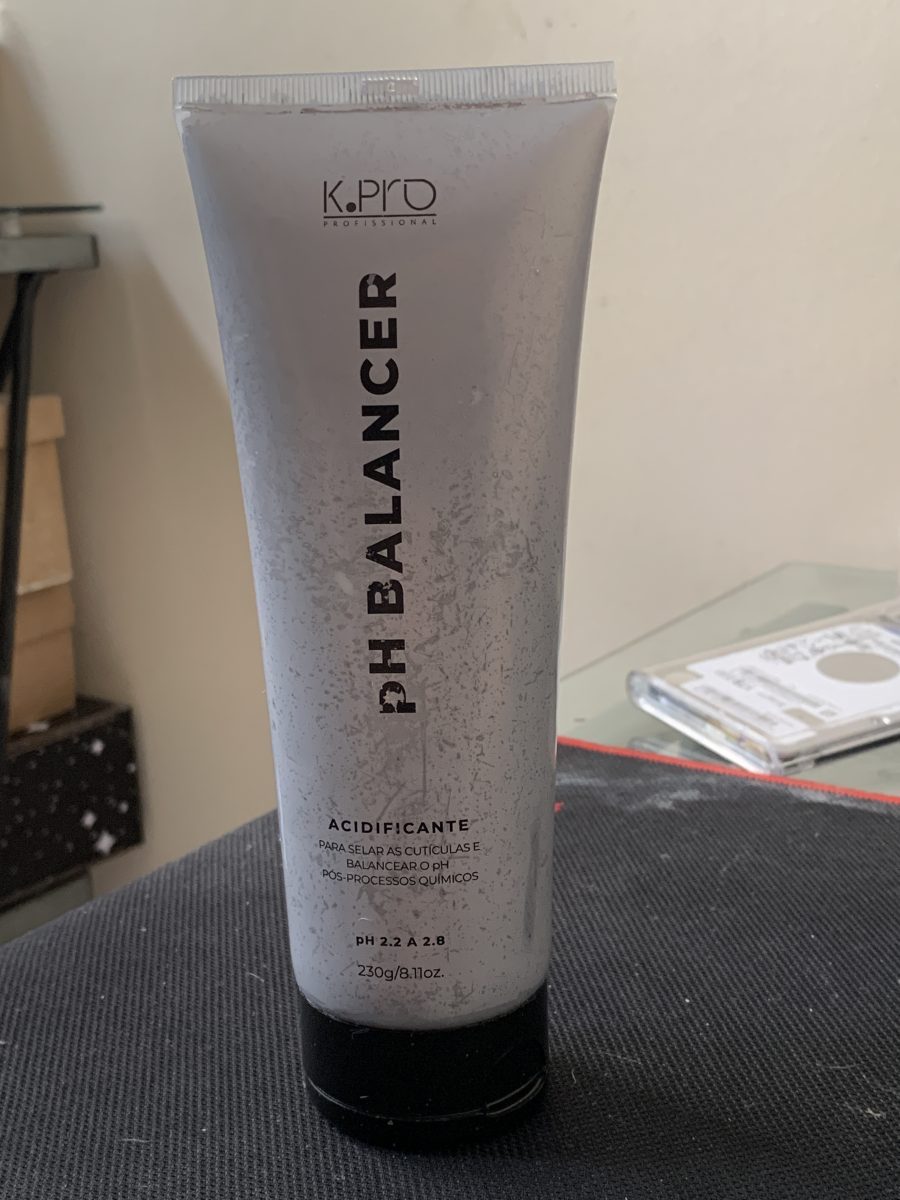 K.PRO
PROFISSIONAL
pH BALANCER
ACIDIFICANTE
PARA SELAR AS CUTÍCULAS E
BALANCEAR O pH
PÓS-PROCESSOS QUÍMICOS
pH 2.2 A 2.8
230g/8.11oz.